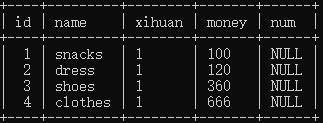 +----+---------+--------+-------+------+
| id | name    | xihuan | money | num  |
+----+---------+--------+-------+------+
|  1 | snacks  | 1      | 100   | NULL |
|  2 | dress   | 1      | 120   | NULL |
|  3 | shoes   | 1      | 360   | NULL |
|  4 | clothes | 1      | 666   | NULL |